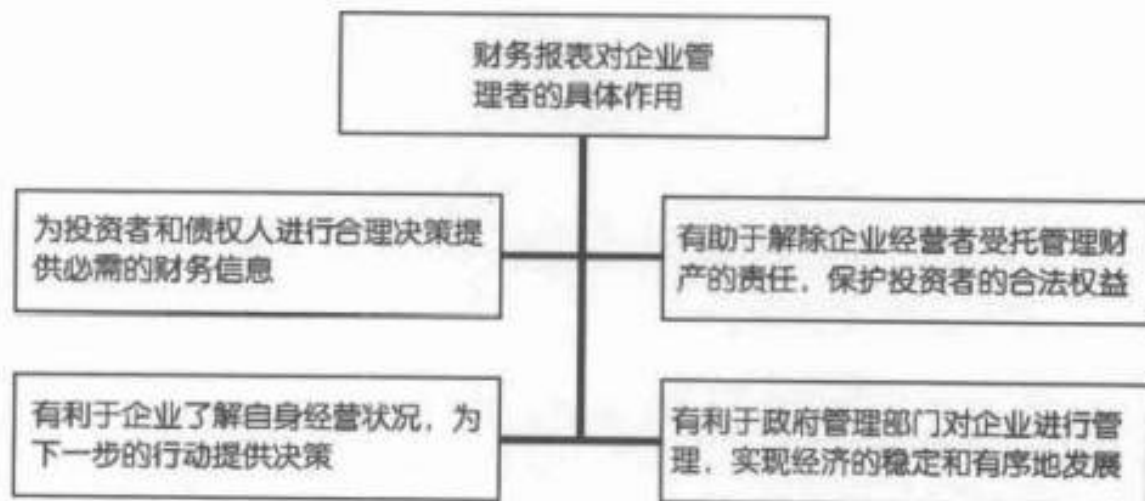 财务报表对企业管
理者的具体作用
为投资者和债权人进行合理决策提
供必需的财务信息
有助于解除企业经营者受托管理财
产的责任，保护投资者的合法权益
有利于企业了解自身经营状况，为
下一步的行动提供决策
有利于政府管理部门对企业进行管
理，实现经济的稳定和有序地发展